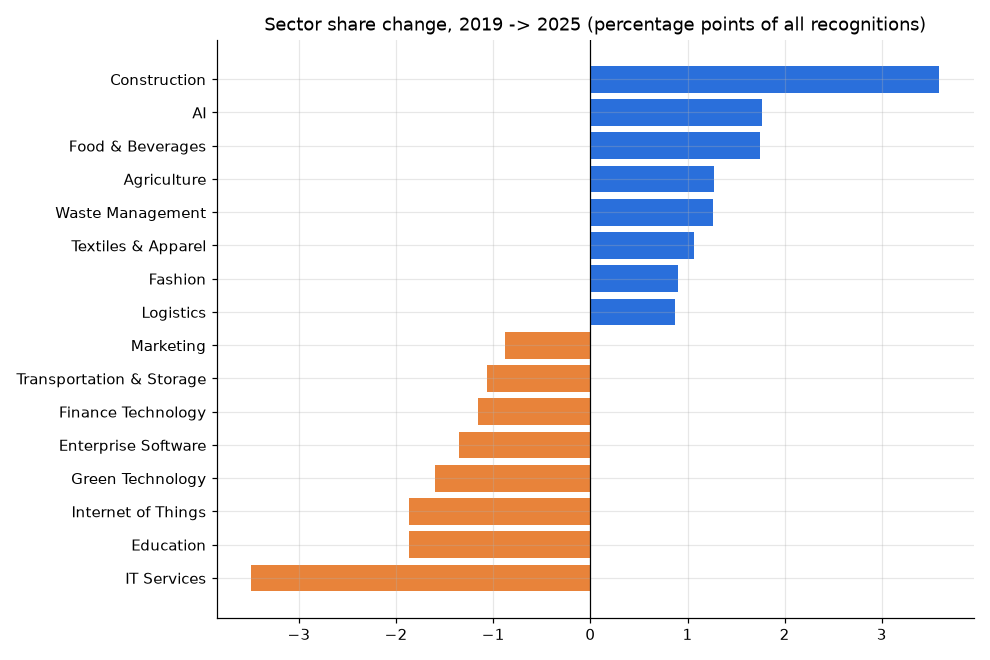 Sector share change, 2019 -> 2025 (percentage points of all recognitions)
Construction
AI
Food & Beverages
Agriculture
Waste Management
Textiles & Apparel
Fashion
Logistics
Marketing
Transportation & Storage
Finance Technology
Enterprise Software
Green Technology
Internet of Things
Education
IT Services
−3 −2 −1 0 1 2 3